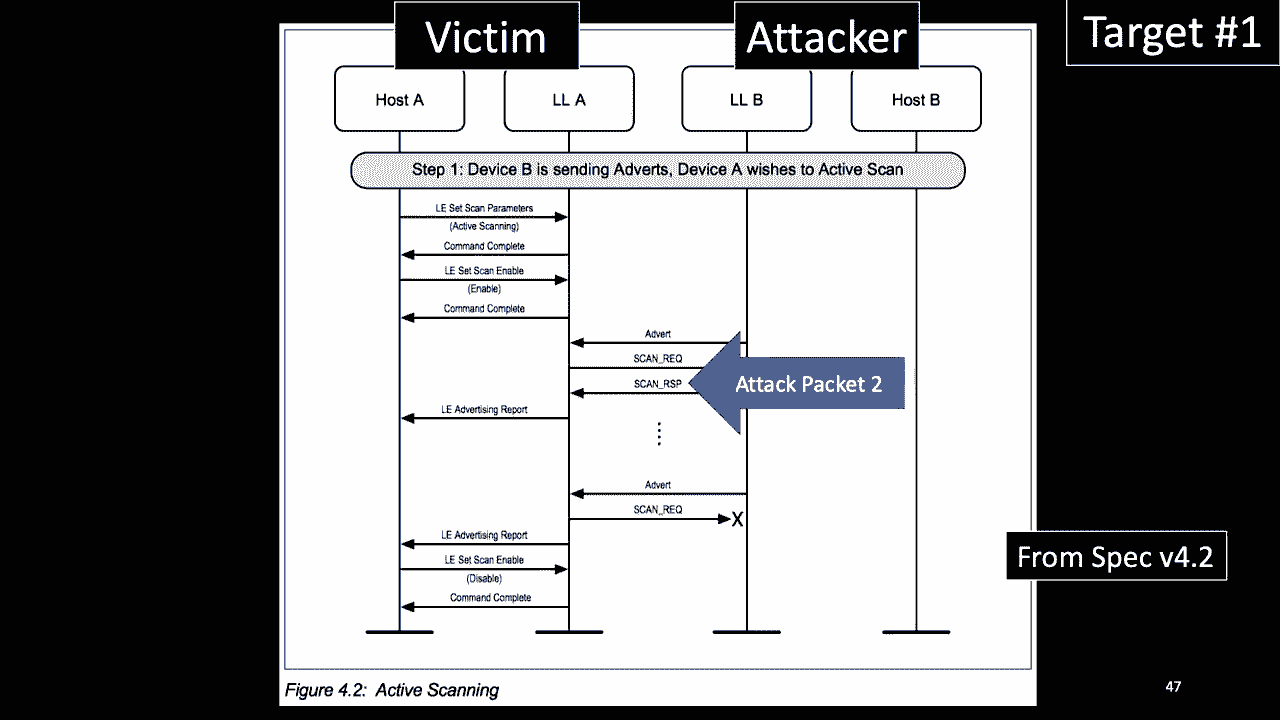 Victim
Attacker
Target #1
Host A
LL A
LL B
Host B
Step 1: Device B is sending Adverts, Device A wishes to Active Scan
LE Set Scan Parameters
(Active Scanning)
Command Complete
LE Set Scan Enable
(Enable)
Command Complete
Advert
SCAN_REQ
SCAN_RSP
Attack Packet 2
LE Advertising Report
Advert
SCAN_REQ
X
LE Advertising Report
LE Set Scan Enable
(Disable)
Command Complete
From Spec v4.2
Figure 4.2: Active Scanning
47